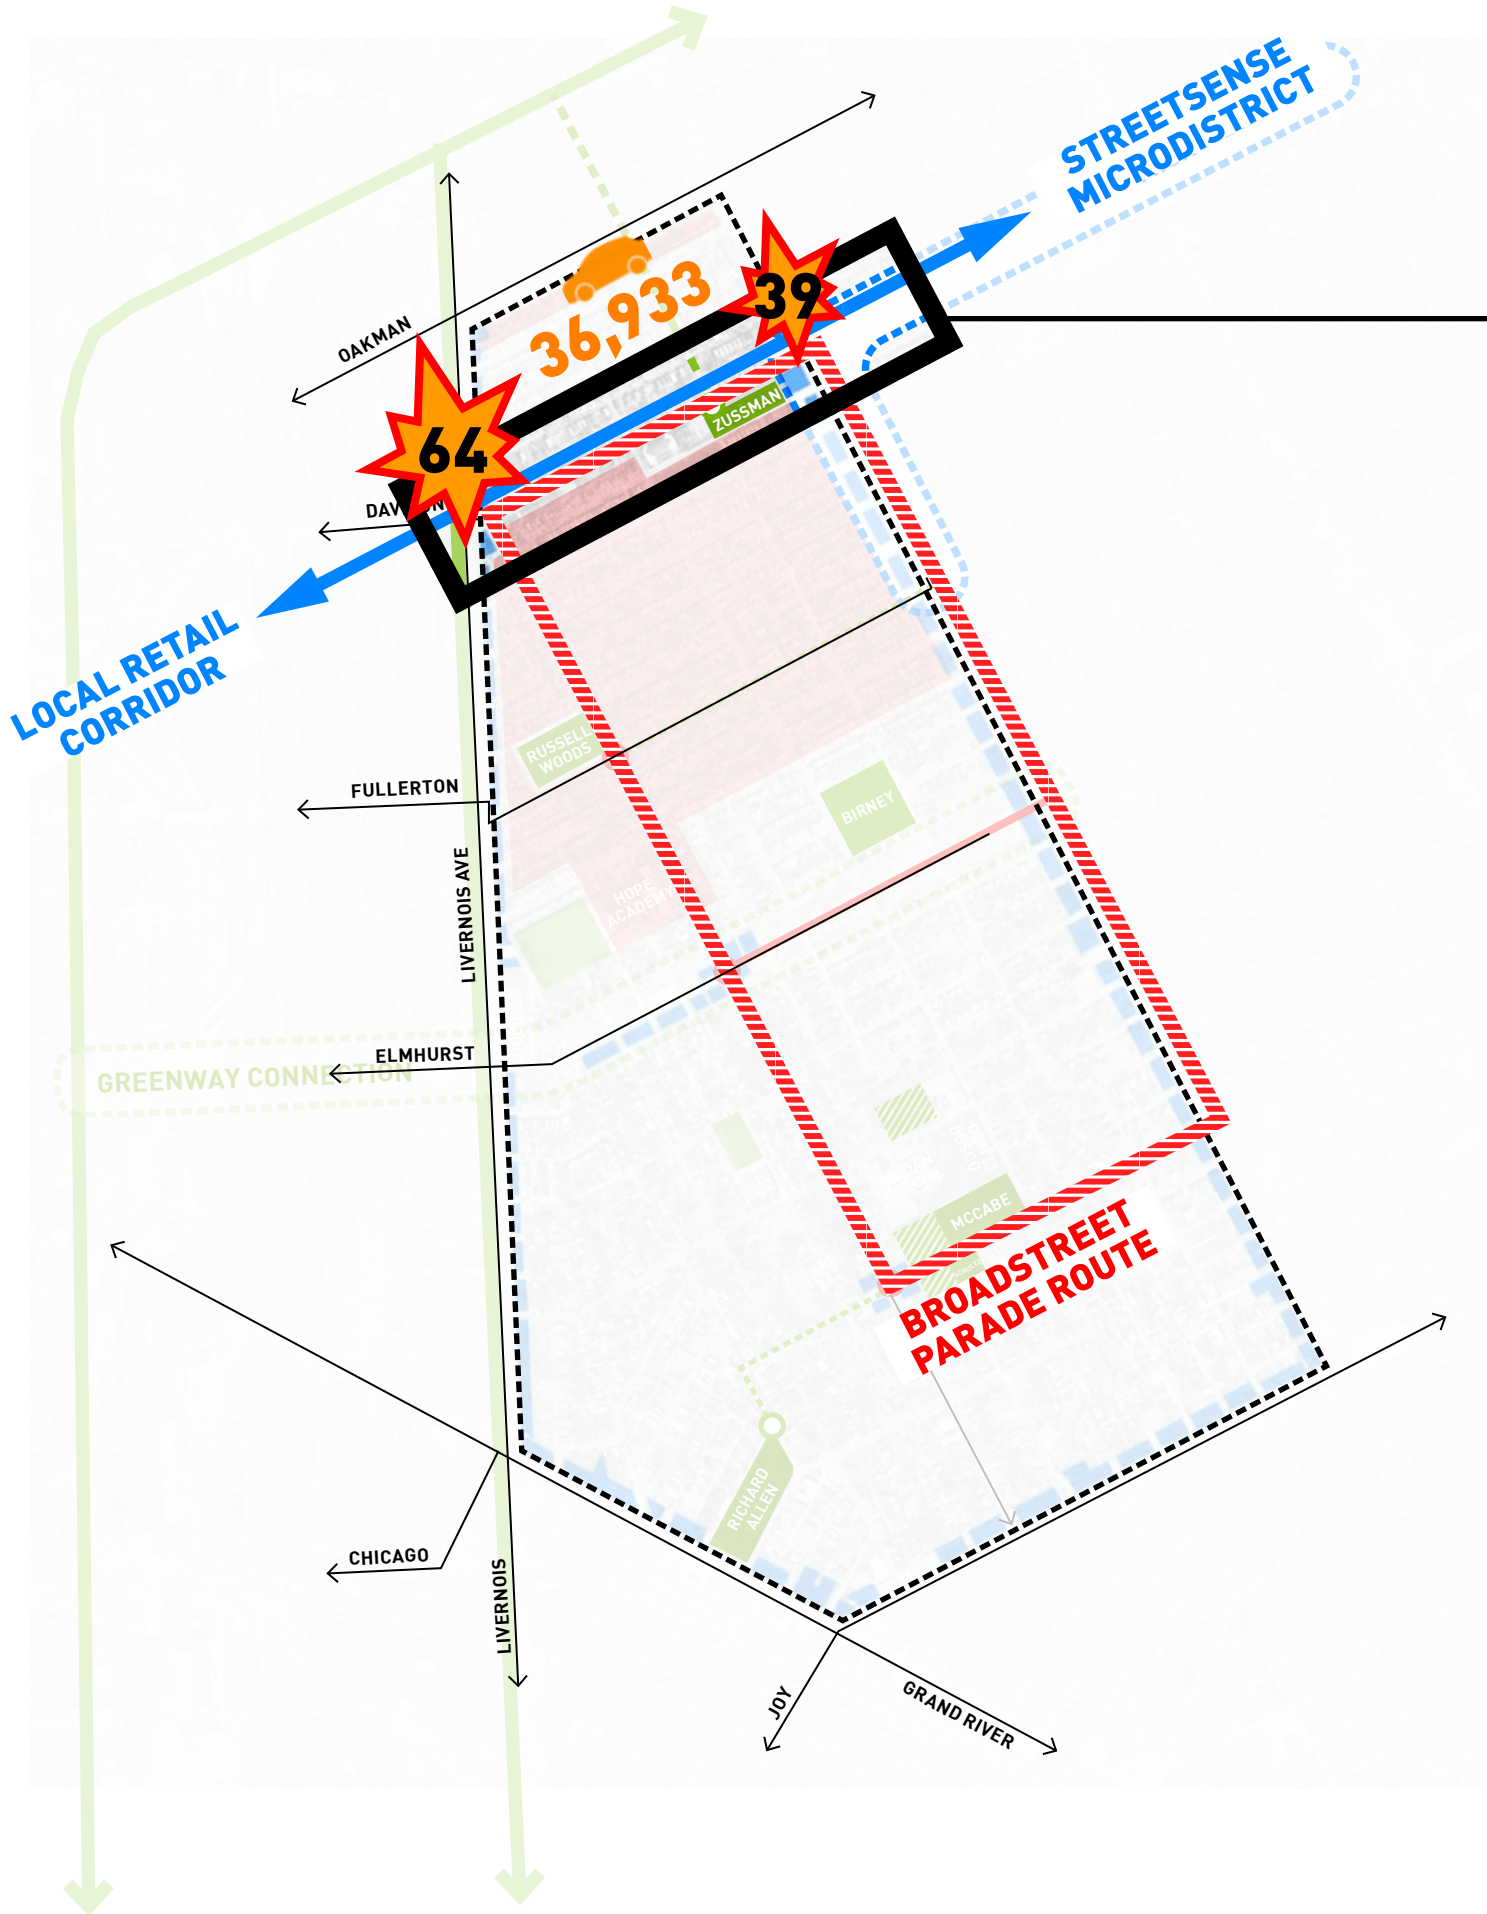 STREETSENSE
MICRODISTRICT
OAKMAN
36,933
39
ZUSSMAN
64
LOCAL RETAIL
CORRIDOR
RUSSELL
WOODS
FULLERTON
BIRNEY
LIVERNOIS AVE
HOPE
ACADEMY
ELMHURST
GREENWAY CONNECTION
MCCABE
BROADSTREET
PARADE ROUTE
RICHARD
ALLEN
CHICAGO
LIVERNOIS
JOY
GRAND RIVER